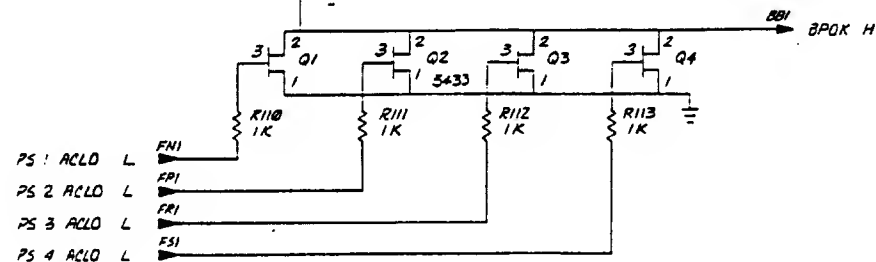 BB1
BPOK H
3 2 Q1 1
3 2 Q2 1
3 2 Q3 1
3 2 Q4 1
5433
R110 1K
R111 1K
R112 1K
R113 1K
PS 1 ACLO L FN1
PS 2 ACLO L FP1
PS 3 ACLO L FR1
PS 4 ACLO L FS1